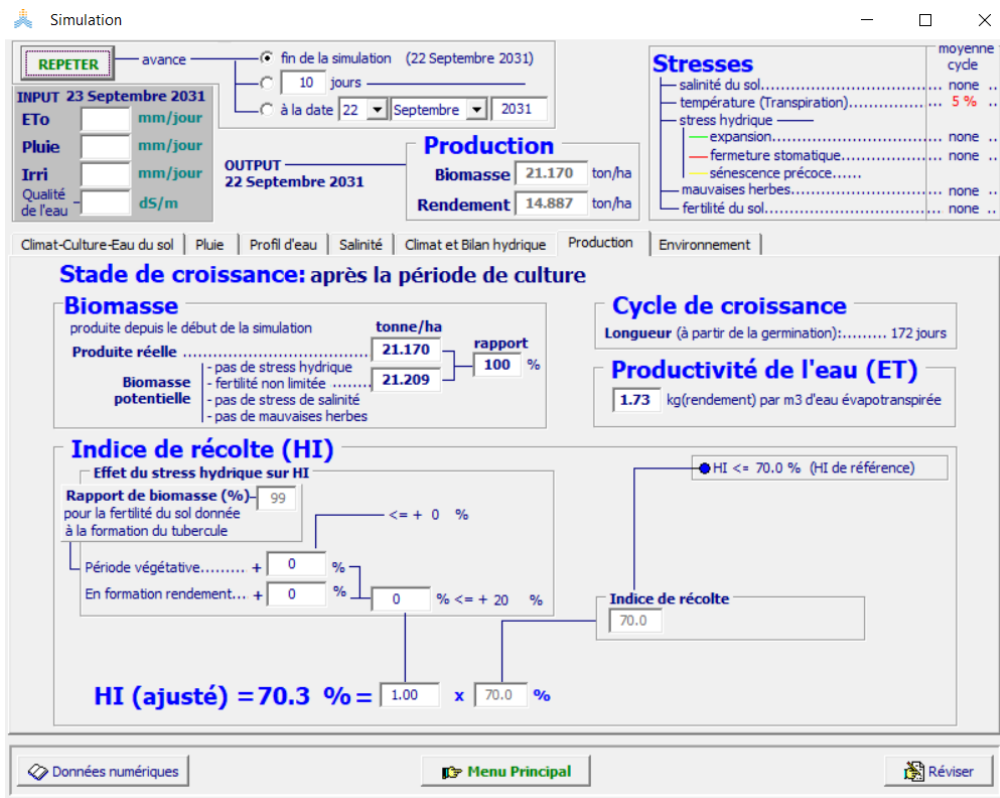 Simulation
REPETER
avance
fin de la simulation (22 Septembre 2031)
10 jours
à la date 22 Septembre 2031
INPUT 23 Septembre 2031
ETo mm/jour
Pluie mm/jour
Irri mm/jour
Qualité de l'eau dS/m
OUTPUT
22 Septembre 2031
Production
Biomasse 21.170 ton/ha
Rendement 14.887 ton/ha
moyenne
cycle
Stresses
salinité du sol........................................ none ..
température (Transpiration)................... 5 % ..
stress hydrique
expansion....................................... none ..
fermeture stomatique....................... none ..
sénescence précoce......
mauvaises herbes.................................. none ..
fertilité du sol........................................ none ..
Climat-Culture-Eau du sol
Pluie
Profil d'eau
Salinité
Climat et Bilan hydrique
Production
Environnement
Stade de croissance: après la période de culture
Biomasse
produite depuis le début de la simulation
tonne/ha
Produite réelle ....................................... 21.170
rapport
100 %
Biomasse
potentielle
- pas de stress hydrique
- fertilité non limitée ........ 21.209
- pas de stress de salinité
- pas de mauvaises herbes
Cycle de croissance
Longueur (à partir de la germination):......... 172 jours
Productivité de l'eau (ET)
1.73 kg(rendement) par m3 d'eau évapotranspirée
Indice de récolte (HI)
Effet du stress hydrique sur HI
Rapport de biomasse (%) 99
pour la fertilité du sol donnée
à la formation du tubercule
<= + 0 %
Période végétative......... + 0 %
En formation rendement... + 0 %
0 % <= + 20 %
HI <= 70.0 % (HI de référence)
Indice de récolte
70.0
HI (ajusté) = 70.3 % = 1.00 x 70.0 %
Données numériques
Menu Principal
Réviser